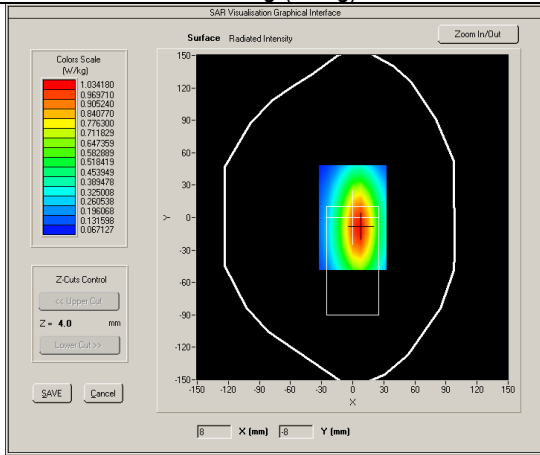 SAR Visualisation Graphical Interface
Surface Radiated Intensity
Zoom In/Out
Colors Scale
(W/kg)
1.034180
0.969710
0.905240
0.840770
0.776300
0.711829
0.647359
0.582889
0.518419
0.453949
0.389478
0.325008
0.260538
0.196068
0.131598
0.067127
150-
120-
90-
60-
30-
0-
-30-
-60-
-90-
-120-
-150-
Y
-150 -120 -90 -60 -30 0 30 60 90 120 150
X
Z-Cuts Control
<< Upper Cut
Z = 4.0 mm
Lower Cut >>
SAVE Cancel
8 X (mm) -8 Y (mm)